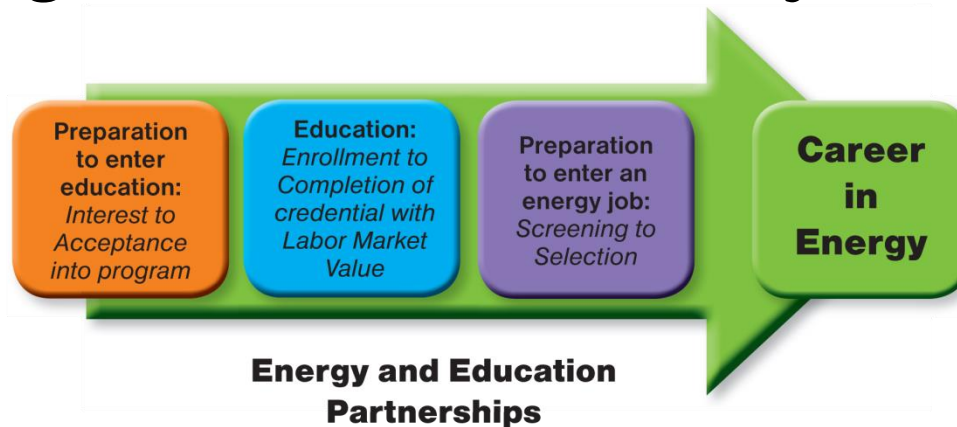 Preparation
to enter
education:
Interest to
Acceptance
into program
Education:
Enrollment to
Completion of
credential with
Labor Market
Value
Preparation
to enter an
energy job:
Screening to
Selection
Career
in
Energy
Energy and Education
Partnerships